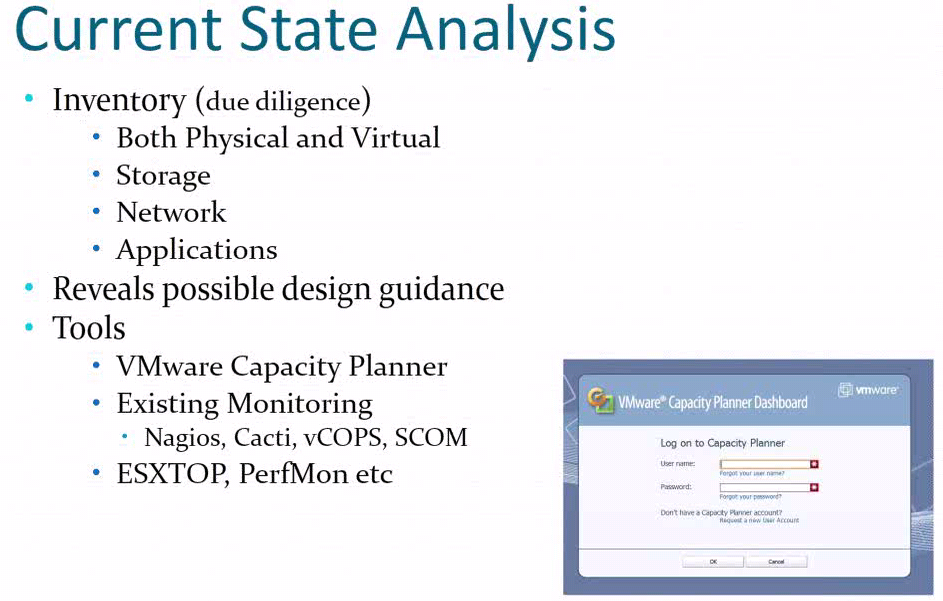 Current State Analysis
• Inventory (due diligence)
• Both Physical and Virtual
• Storage
• Network
• Applications
• Reveals possible design guidance
• Tools
• VMware Capacity Planner
• Existing Monitoring
• Nagios, Cacti, vCOPS, SCOM
• ESXTOP, PerfMon etc
vmware®
VMware® Capacity Planner Dashboard
Log on to Capacity Planner
User name:
Forgot your user name?
Password:
Forgot your password?
Don't have a Capacity Planner account?
Request a new User Account
OK Cancel